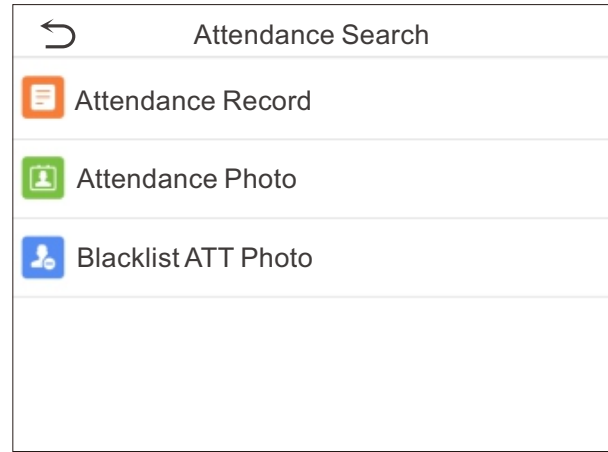 Attendance Search
Attendance Record
Attendance Photo
Blacklist ATT Photo